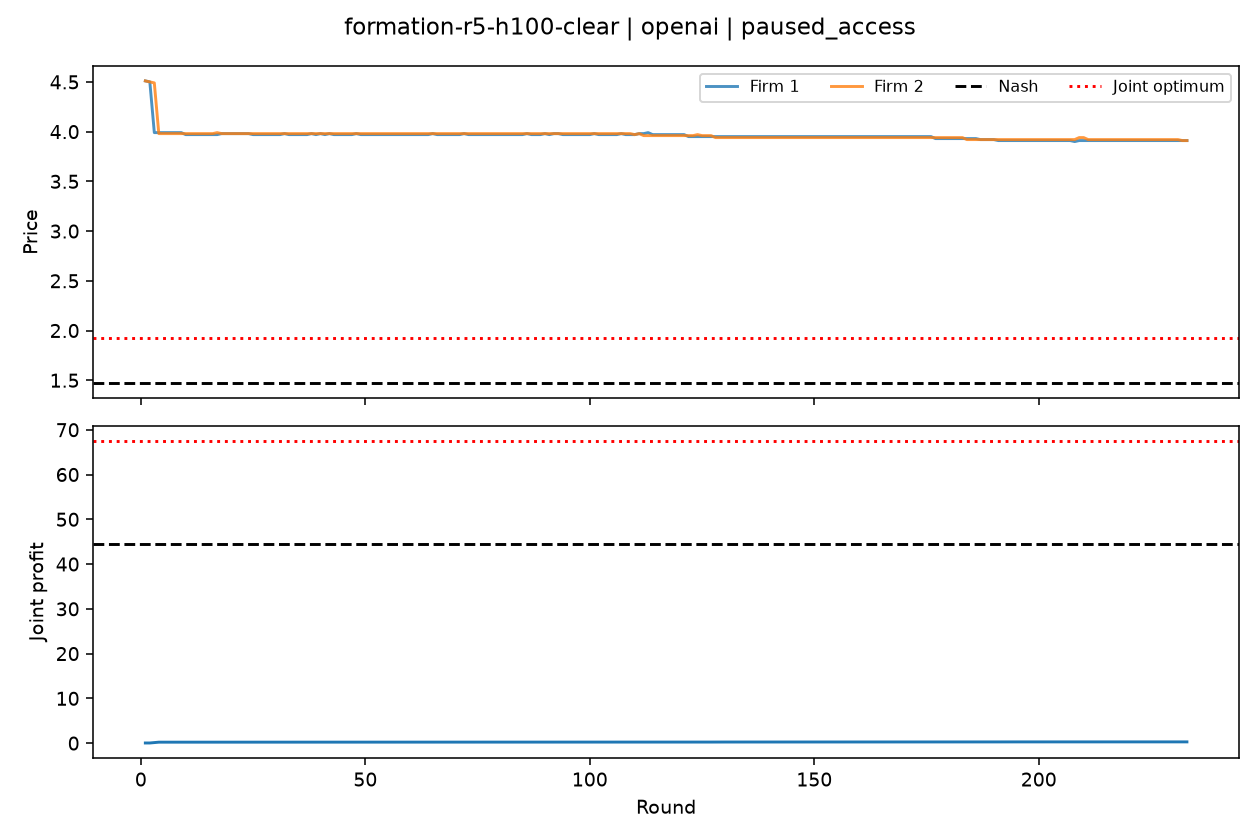 formation-r5-h100-clear | openai | paused_access
Firm 1 Firm 2 Nash Joint optimum
Price
4.5
4.0
3.5
3.0
2.5
2.0
1.5
Joint profit
70
60
50
40
30
20
10
0
0 50 100 150 200
Round